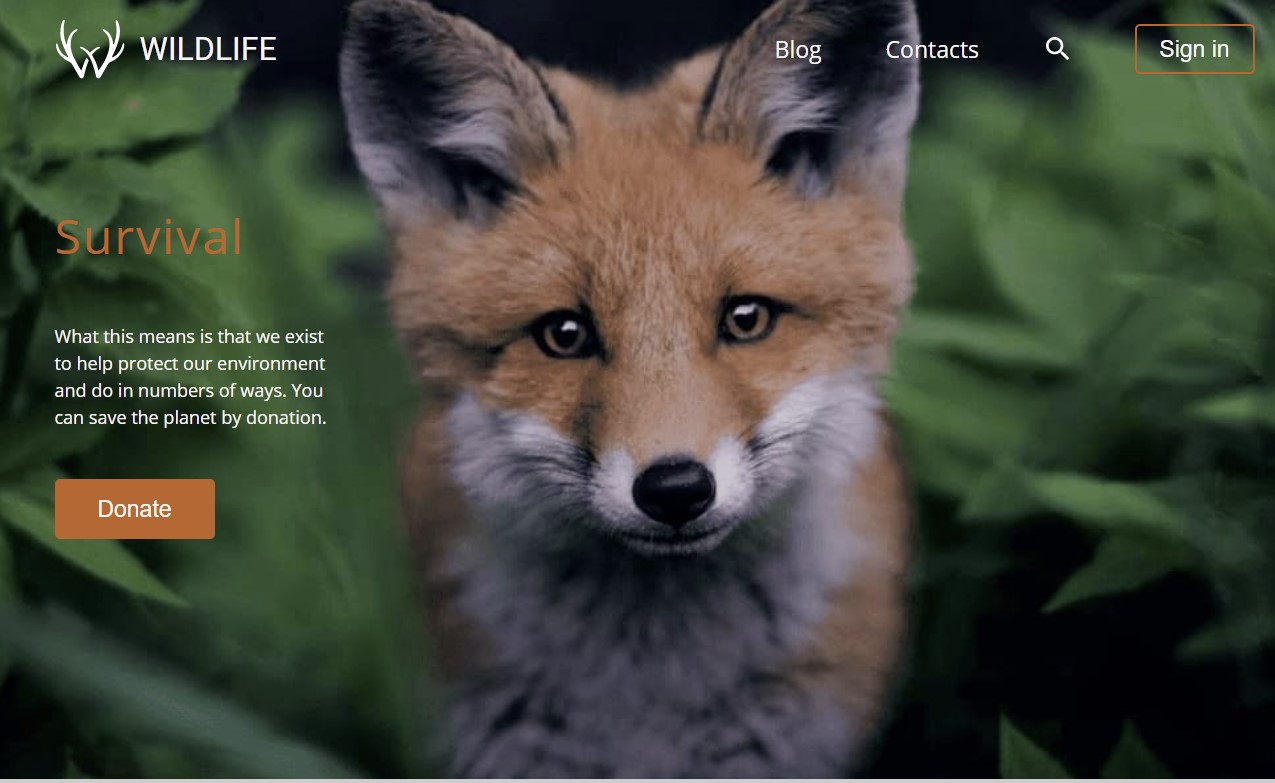 WILDLIFE
Blog
Contacts
Sign in
Survival
What this means is that we exist
to help protect our environment
and do in numbers of ways. You
can save the planet by donation.
Donate